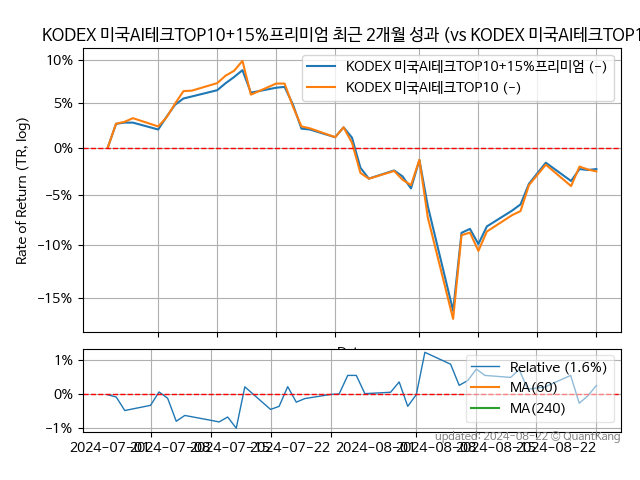 KODEX 미국AI테크TOP10+15%프리미엄 최근 2개월 성과 (vs KODEX 미국AI테크TOP1
10%
5%
0%
−5%
−10%
−15%
Rate of Return (TR, log)
KODEX 미국AI테크TOP10+15%프리미엄 (−)
KODEX 미국AI테크TOP10 (−)
1%
0%
−1%
Relative (1.6%)
MA(60)
MA(240)
2024−07−01
2024−07−08
2024−07−15
2024−07−22
2024−08−01
2024−08−08
2024−08−15
2024−08−22
updated: 2024−08−22 © QuantKang